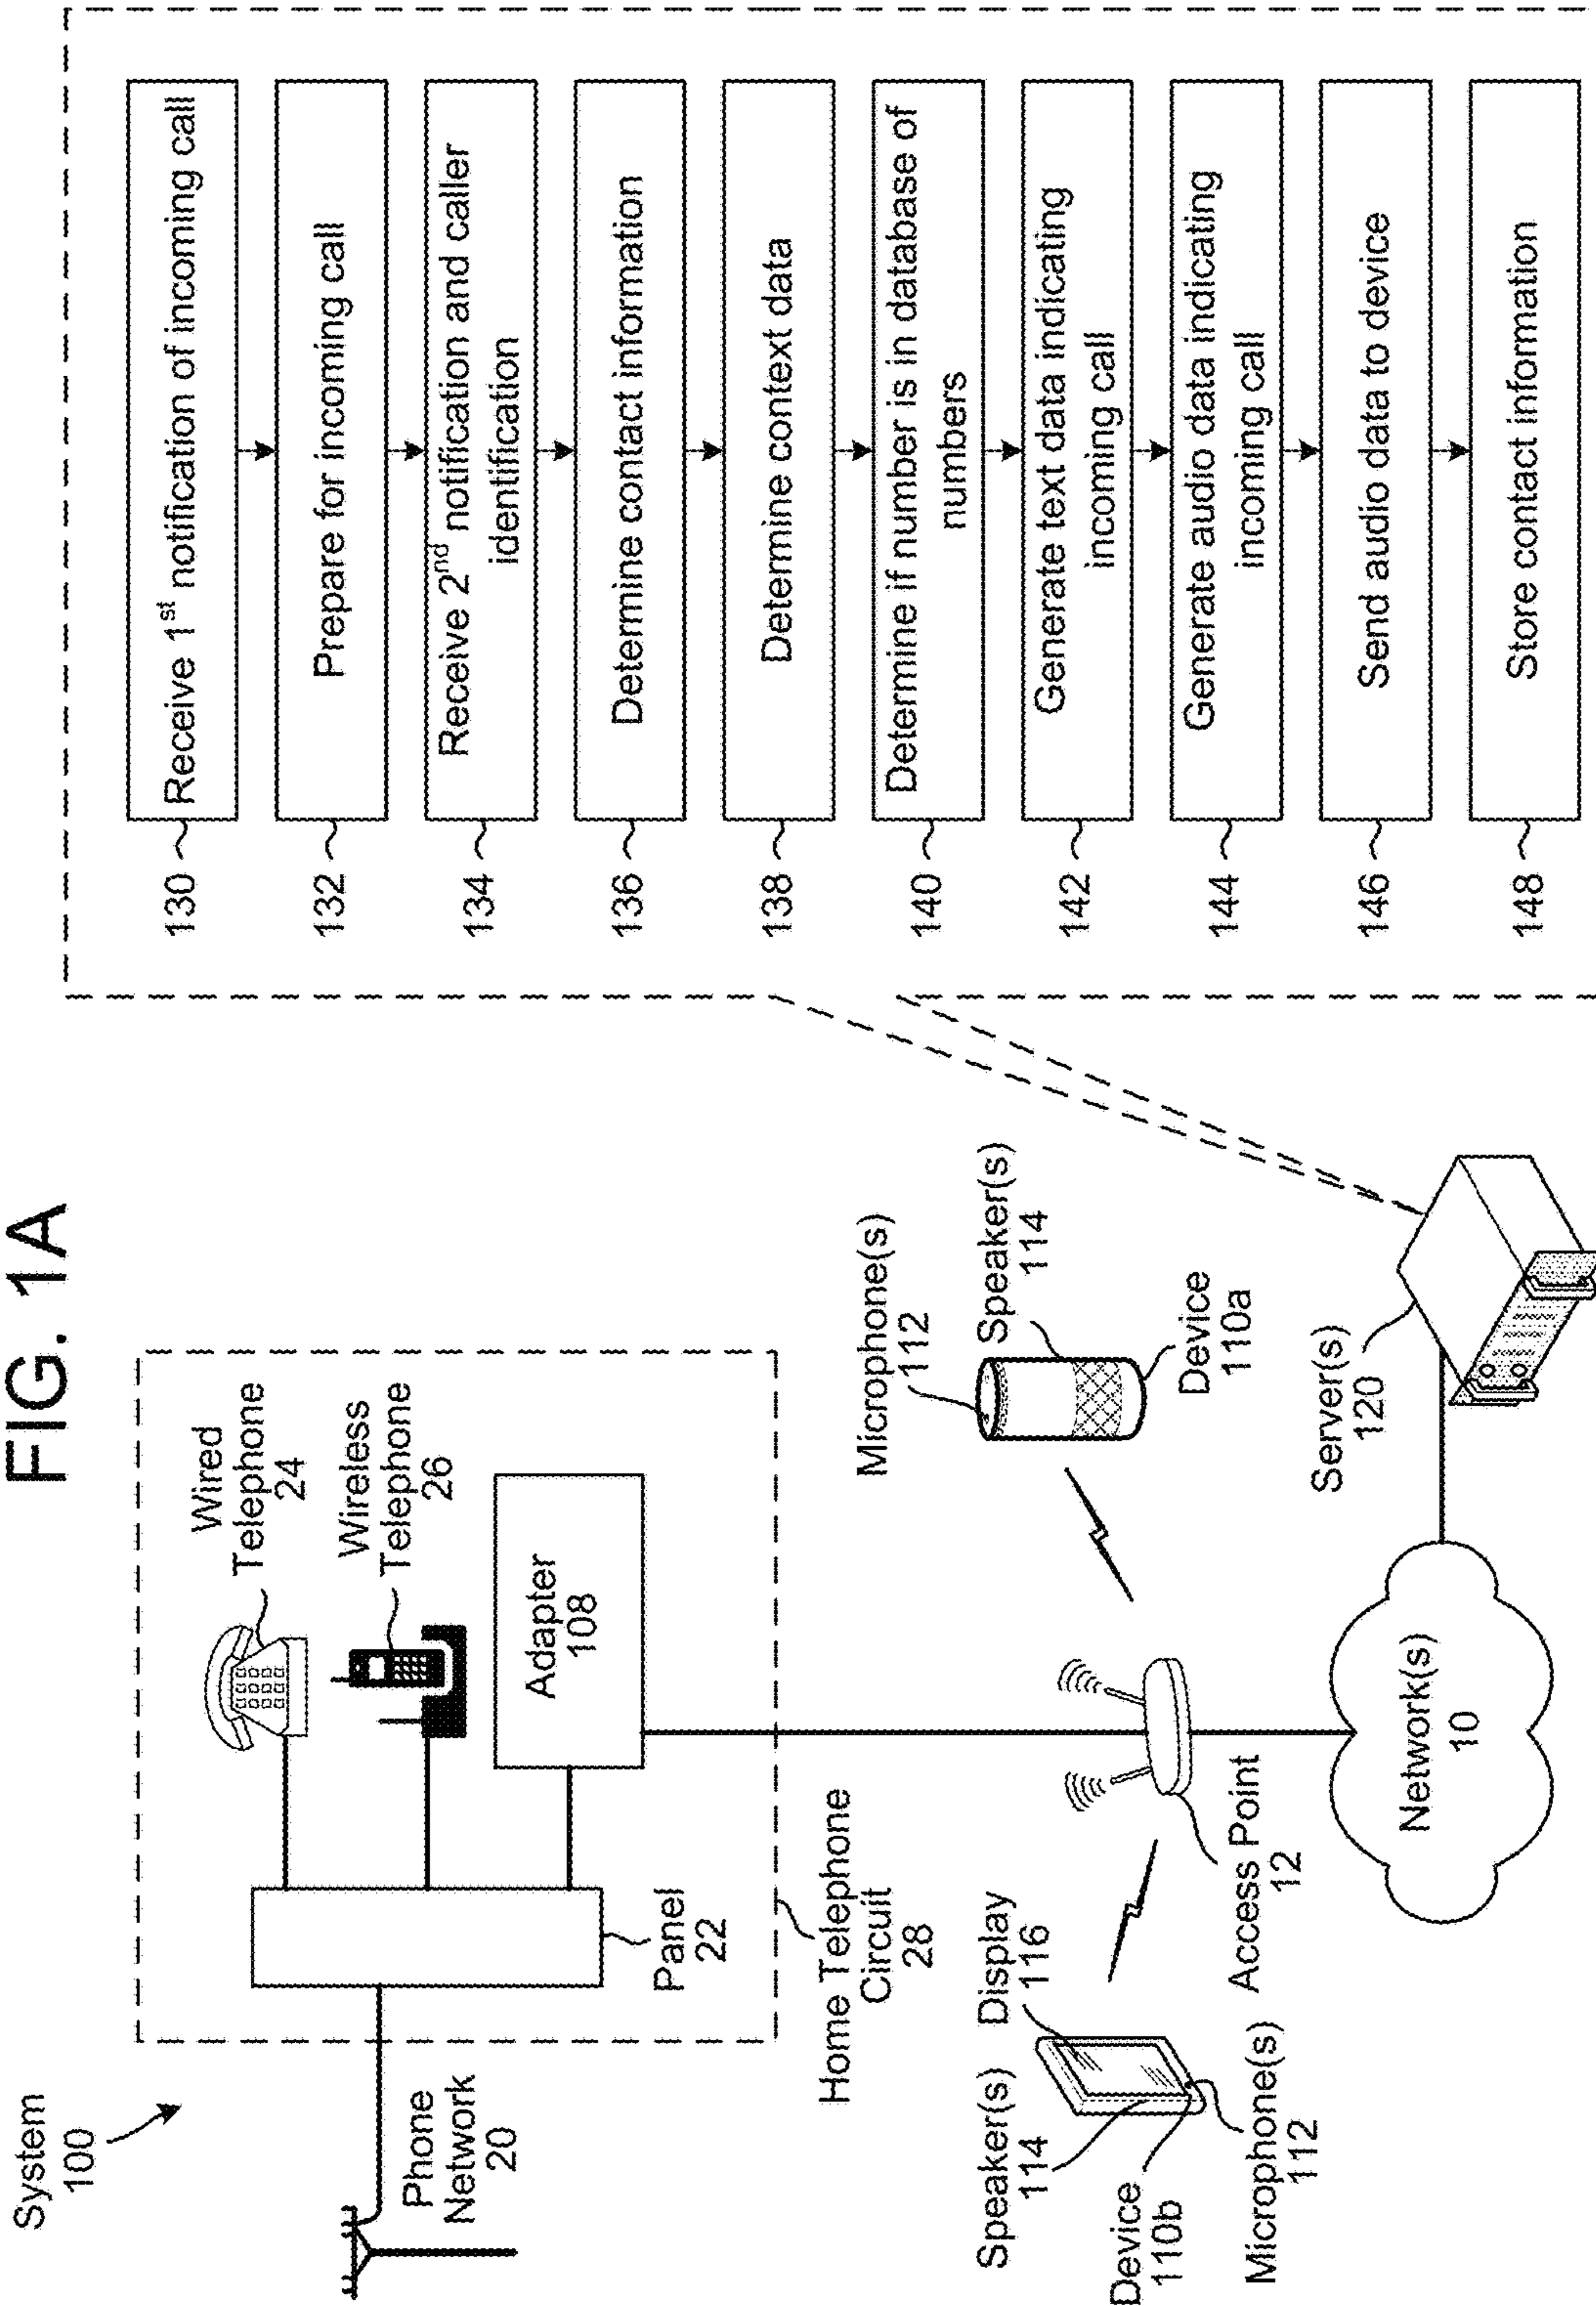 FIG. 1A
System
100
Phone
Network
20
Wired
Telephone
24
Wireless
Telephone
26
Adapter
108
Panel
22
Home Telephone
Circuit
28
Speaker(s)
114
Display
116
Device
110b
Microphone(s)
112
Access Point
12
Microphone(s)
112
Speaker(s)
114
Device
110a
Network(s)
10
Server(s)
120
130
Receive 1st notification of incoming call
132
Prepare for incoming call
134
Receive 2nd notification and caller
identification
136
Determine contact information
138
Determine context data
140
Determine if number is in database of
numbers
142
Generate text data indicating
incoming call
144
Generate audio data indicating
incoming call
146
Send audio data to device
148
Store contact information